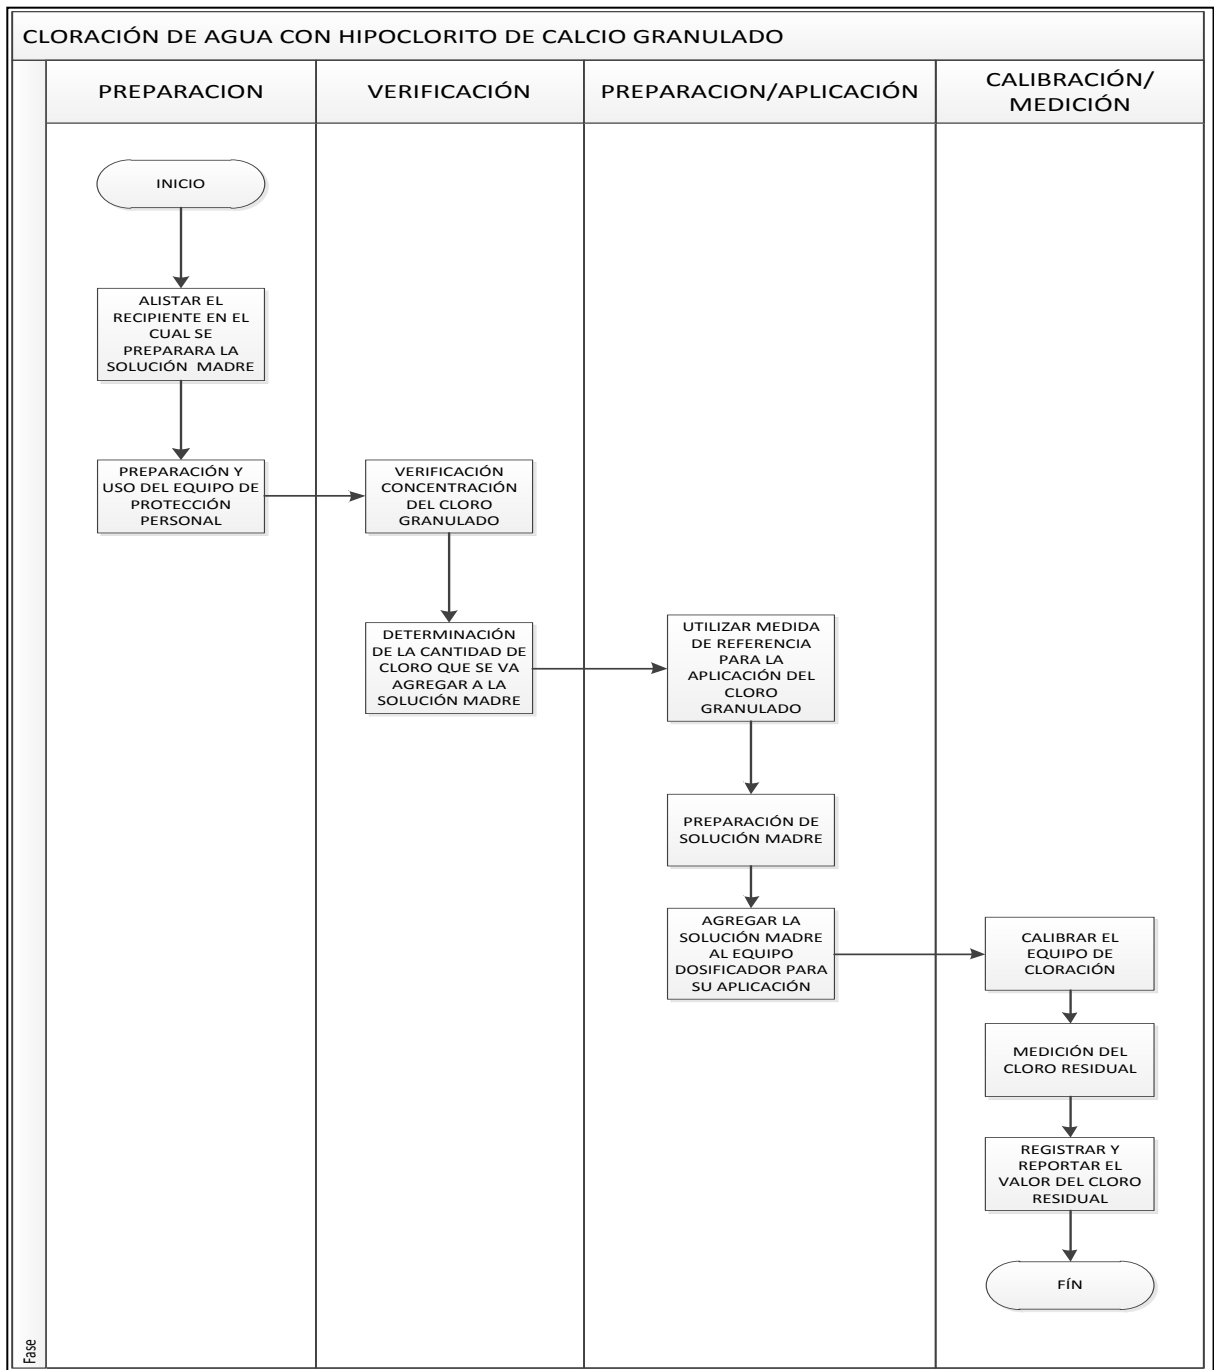 CLORACIÓN DE AGUA CON HIPOCLORITO DE CALCIO GRANULADO
PREPARACION
VERIFICACIÓN
PREPARACION/APLICACIÓN
CALIBRACIÓN/
MEDICIÓN
INICIO
ALISTAR EL
RECIPIENTE EN EL
CUAL SE
PREPARARA LA
SOLUCIÓN MADRE
PREPARACIÓN Y
USO DEL EQUIPO DE
PROTECCIÓN
PERSONAL
VERIFICACIÓN
CONCENTRACIÓN
DEL CLORO
GRANULADO
DETERMINACIÓN
DE LA CANTIDAD DE
CLORO QUE SE VA
AGREGAR A LA
SOLUCIÓN MADRE
UTILIZAR MEDIDA
DE REFERENCIA
PARA LA
APLICACIÓN DEL
CLORO
GRANULADO
PREPARACIÓN DE
SOLUCIÓN MADRE
AGREGAR LA
SOLUCIÓN MADRE
AL EQUIPO
DOSIFICADOR PARA
SU APLICACIÓN
CALIBRAR EL
EQUIPO DE
CLORACIÓN
MEDICIÓN DEL
CLORO RESIDUAL
REGISTRAR Y
REPORTAR EL
VALOR DEL CLORO
RESIDUAL
FÍN
Fase